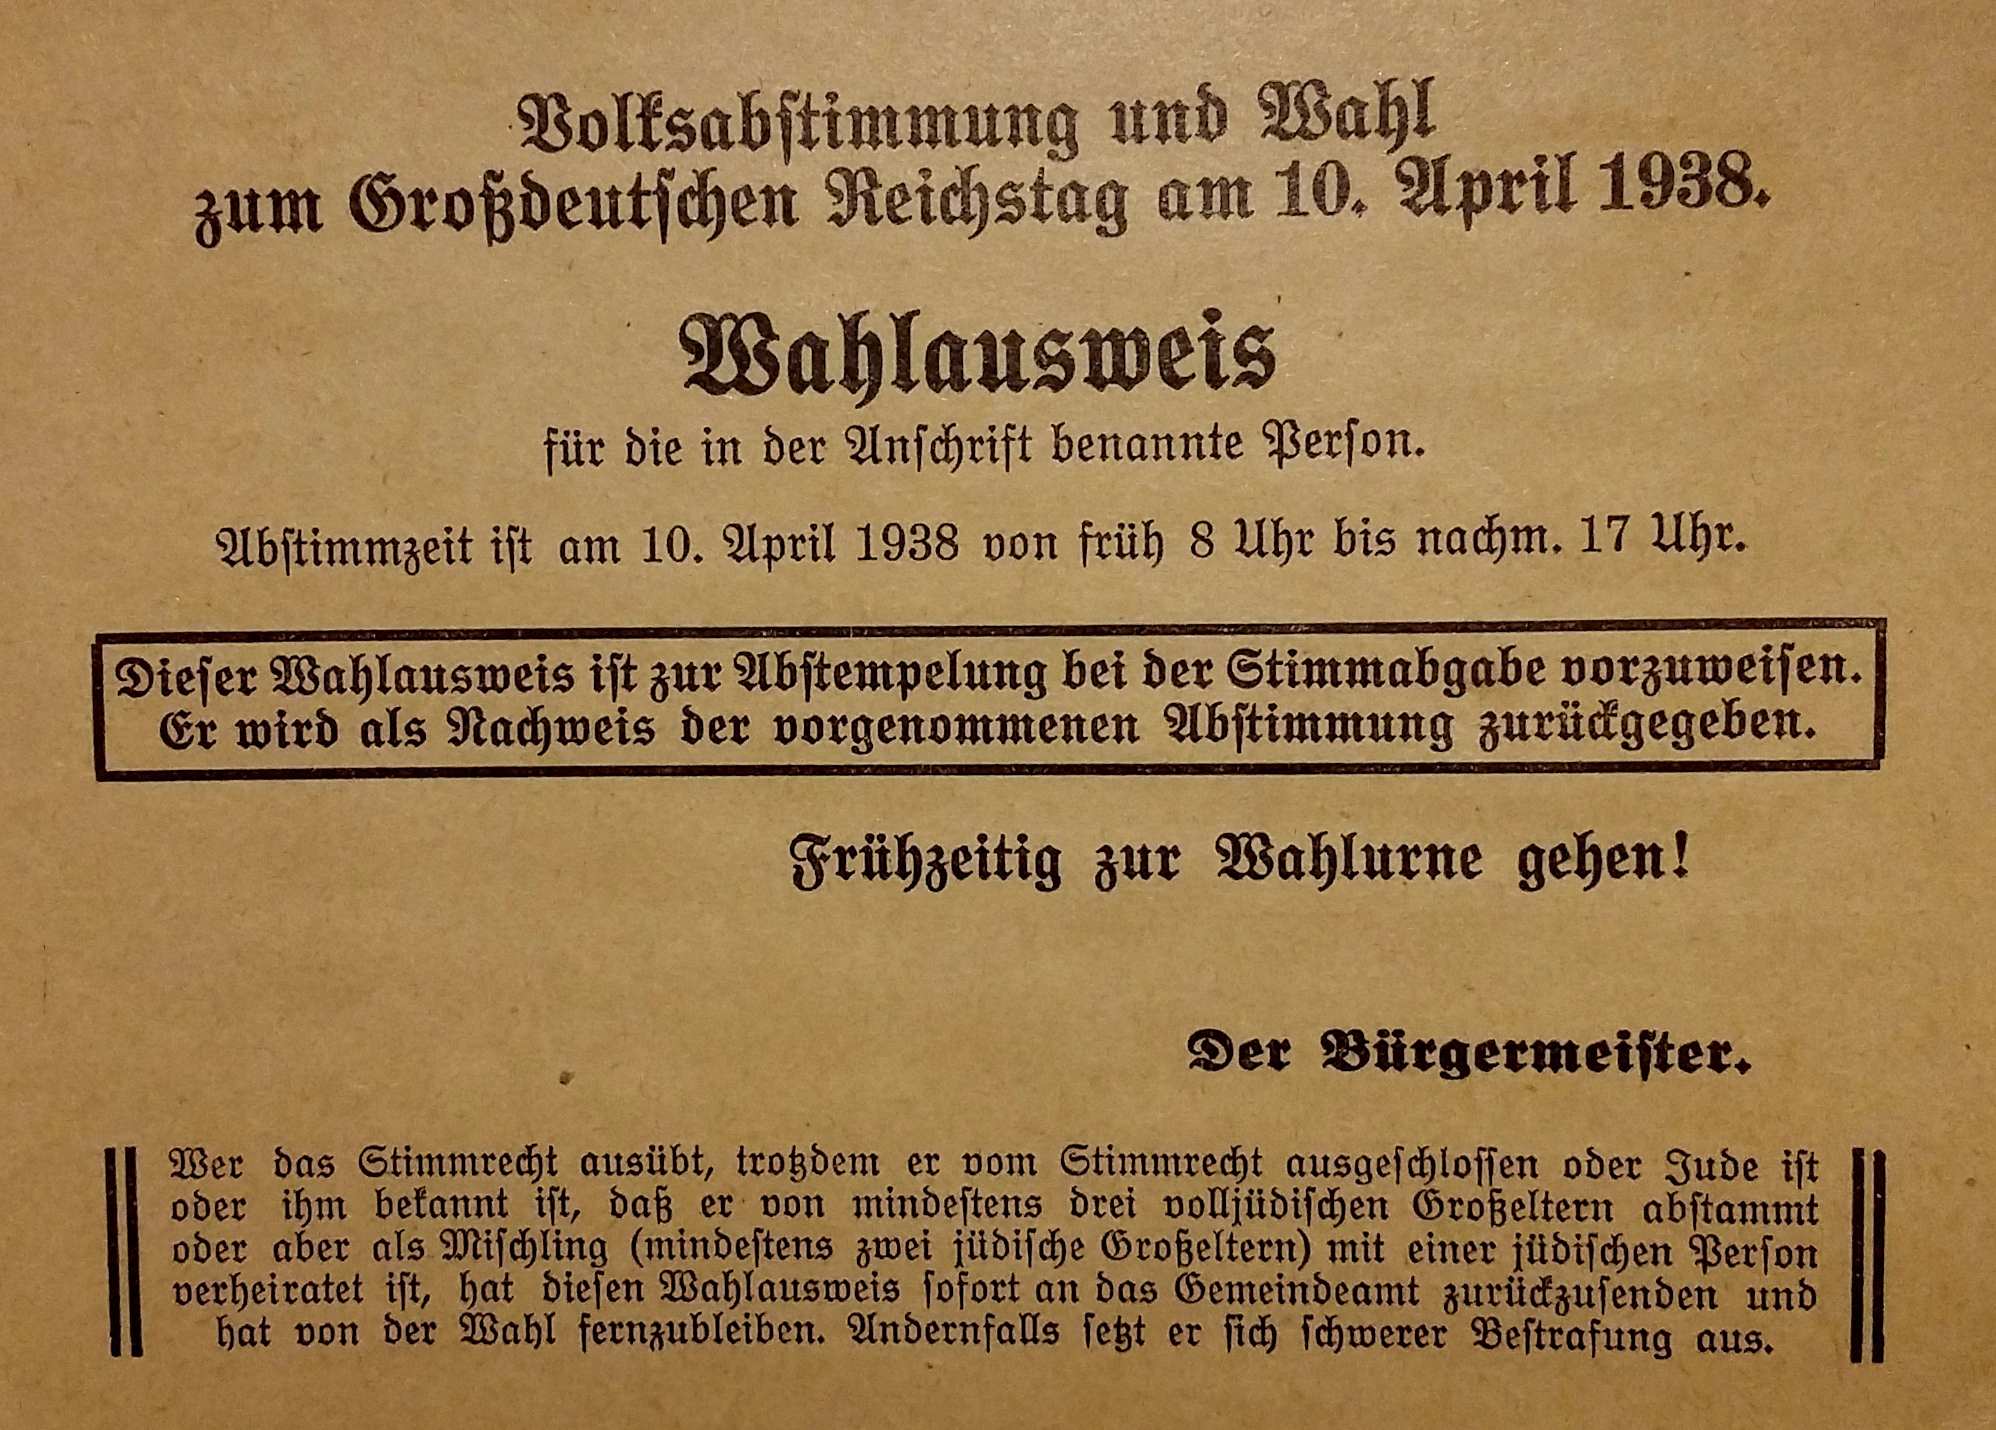 Volksabstimmung und Wahl
zum Großdeutschen Reichstag am 10. April 1938.
Wahlausweis
für die in der Anschrift benannte Person.
Abstimmzeit ist am 10. April 1938 von früh 8 Uhr bis nachm. 17 Uhr.
Dieser Wahlausweis ist zur Abstempelung bei der Stimmabgabe vorzuweisen.
Er wird als Nachweis der vorgenommenen Abstimmung zurückgegeben.
Frühzeitig zur Wahlurne gehen!
Der Bürgermeister.
Wer das Stimmrecht ausübt, trotzdem er vom Stimmrecht ausgeschlossen oder Jude ist
oder ihm bekannt ist, daß er von mindestens drei volljüdischen Großeltern abstammt
oder aber als Mischling (mindestens zwei jüdische Großeltern) mit einer jüdischen Person
verheiratet ist, hat diesen Wahlausweis sofort an das Gemeindeamt zurückzusenden und
hat von der Wahl fernzubleiben. Andernfalls setzt er sich schwerer Bestrafung aus.